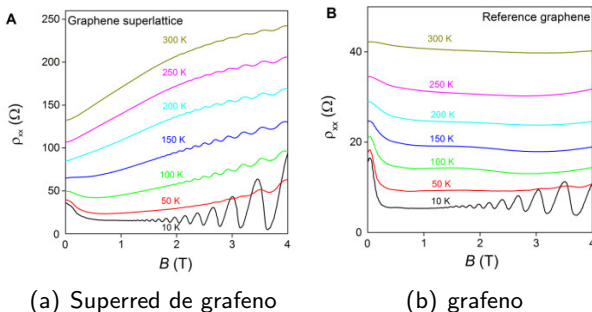 A
Graphene superlattice
250
200
150
100
50
0
ρxx (Ω)
300 K
250 K
200 K
150 K
100 K
50 K
10 K
0 1 2 3 4
B (T)
(a) Superred de grafeno
B
Reference graphene
40
20
0
ρxx (Ω)
300 K
250 K
200 K
150 K
100 K
50 K
10 K
0 1 2 3 4
B (T)
(b) grafeno